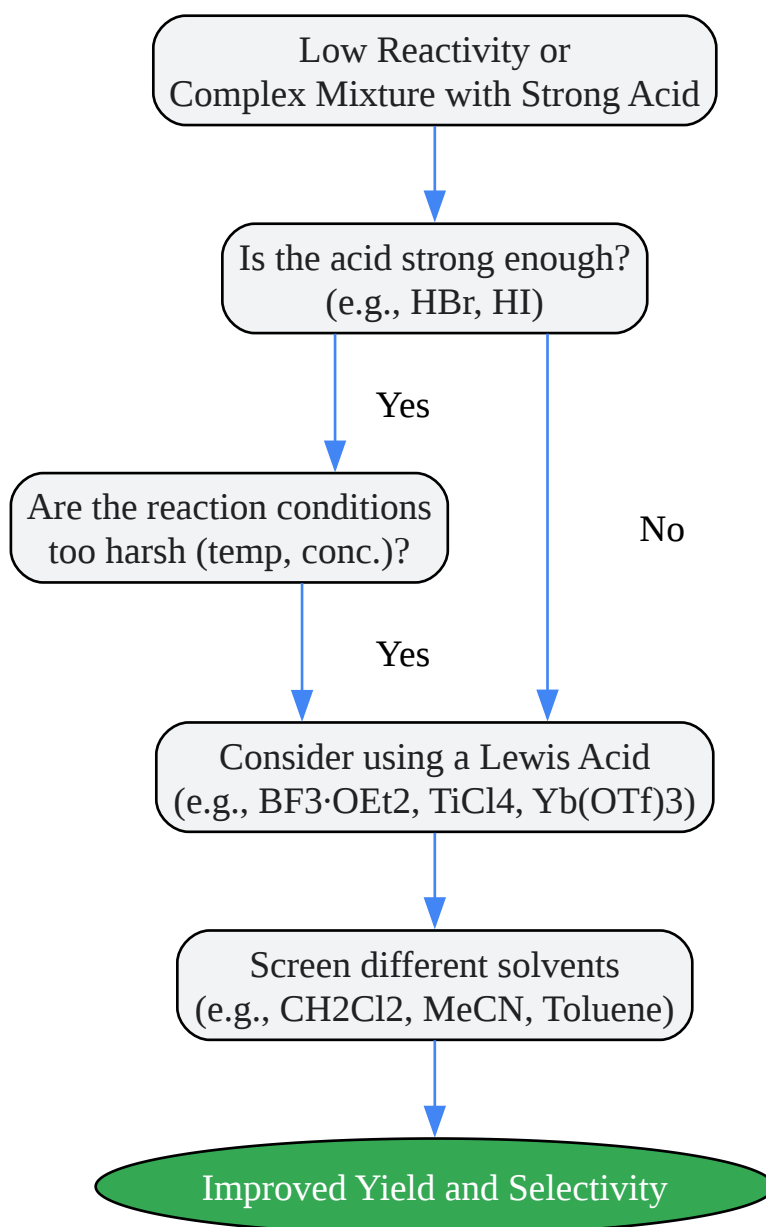 Low Reactivity or
Complex Mixture with Strong Acid
Is the acid strong enough?
(e.g., HBr, HI)
Yes
Are the reaction conditions
too harsh (temp, conc.)?
No
Yes
Consider using a Lewis Acid
(e.g., BF3·OEt2, TiCl4, Yb(OTf)3)
Screen different solvents
(e.g., CH2Cl2, MeCN, Toluene)
Improved Yield and Selectivity